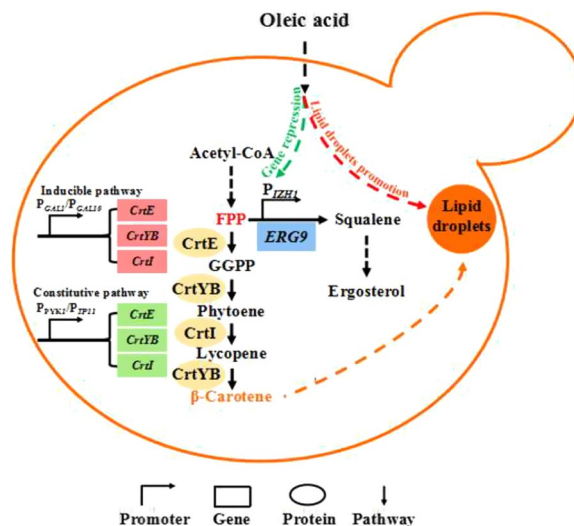 Oleic acid
Gene repression
Lipid droplets promotion
Acetyl-CoA
Inducible pathway
PGAL1/PGAL10
CrtE
CrtYB
CrtI
PIZH1
FPP
ERG9
Squalene
Lipid
droplets
CrtE
GGPP
Ergosterol
CrtYB
Constitutive pathway
PPYK1/PTPI1
CrtE
CrtYB
CrtI
Phytoene
CrtI
Lycopene
CrtYB
β-Carotene
Promoter
Gene
Protein
Pathway